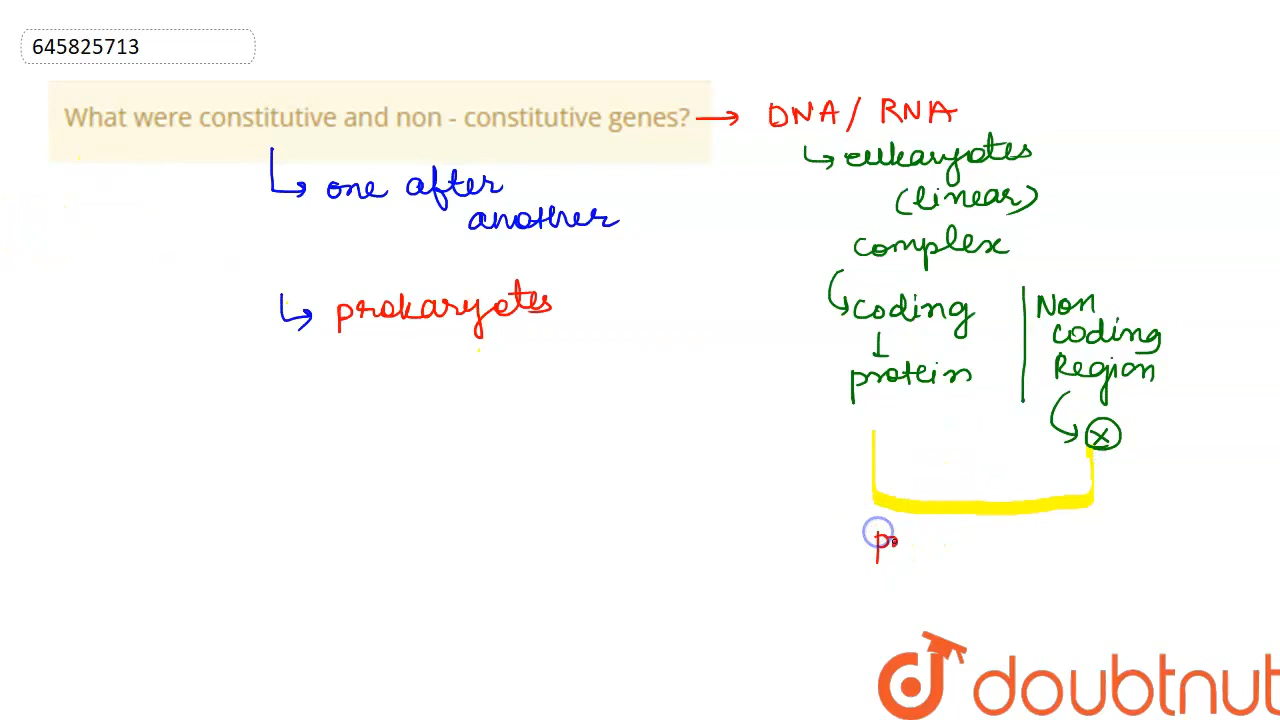 645825713
What were constitutive and non - constitutive genes?
DNA / RNA
eukaryotes
(linear)
complex
one after
another
prokaryotes
coding
protein
Non
coding
Region
doubtnut